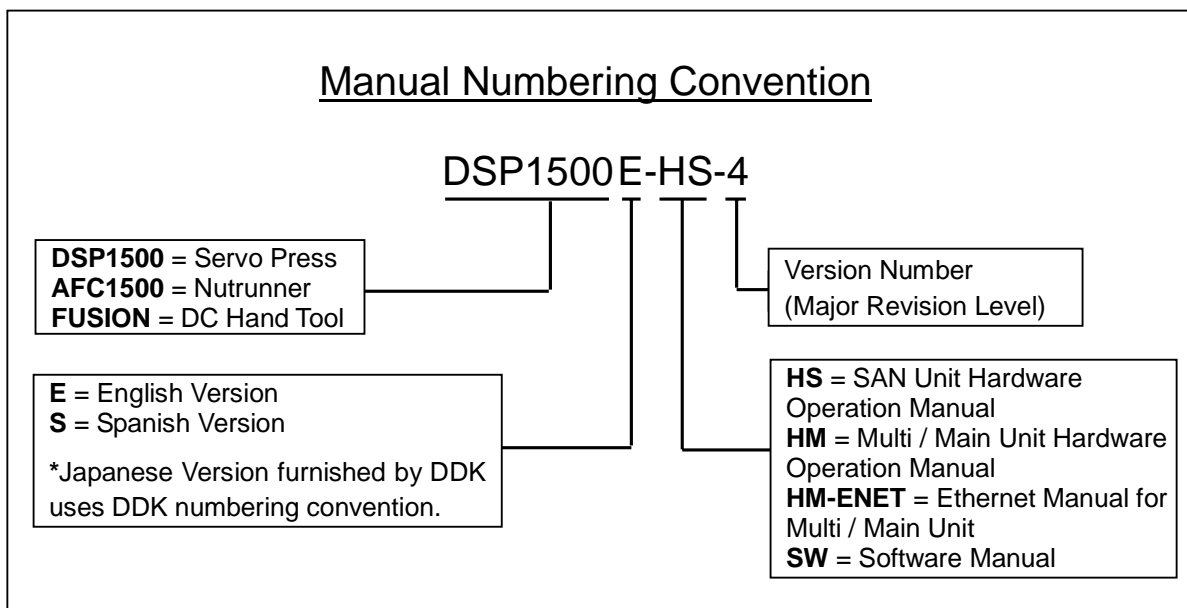 Manual Numbering Convention
DSP1500E-HS-4
DSP1500 = Servo Press
AFC1500 = Nutrunner
FUSION = DC Hand Tool
Version Number
(Major Revision Level)
E = English Version
S = Spanish Version
*Japanese Version furnished by DDK
uses DDK numbering convention.
HS = SAN Unit Hardware
Operation Manual
HM = Multi / Main Unit Hardware
Operation Manual
HM-ENET = Ethernet Manual for
Multi / Main Unit
SW = Software Manual